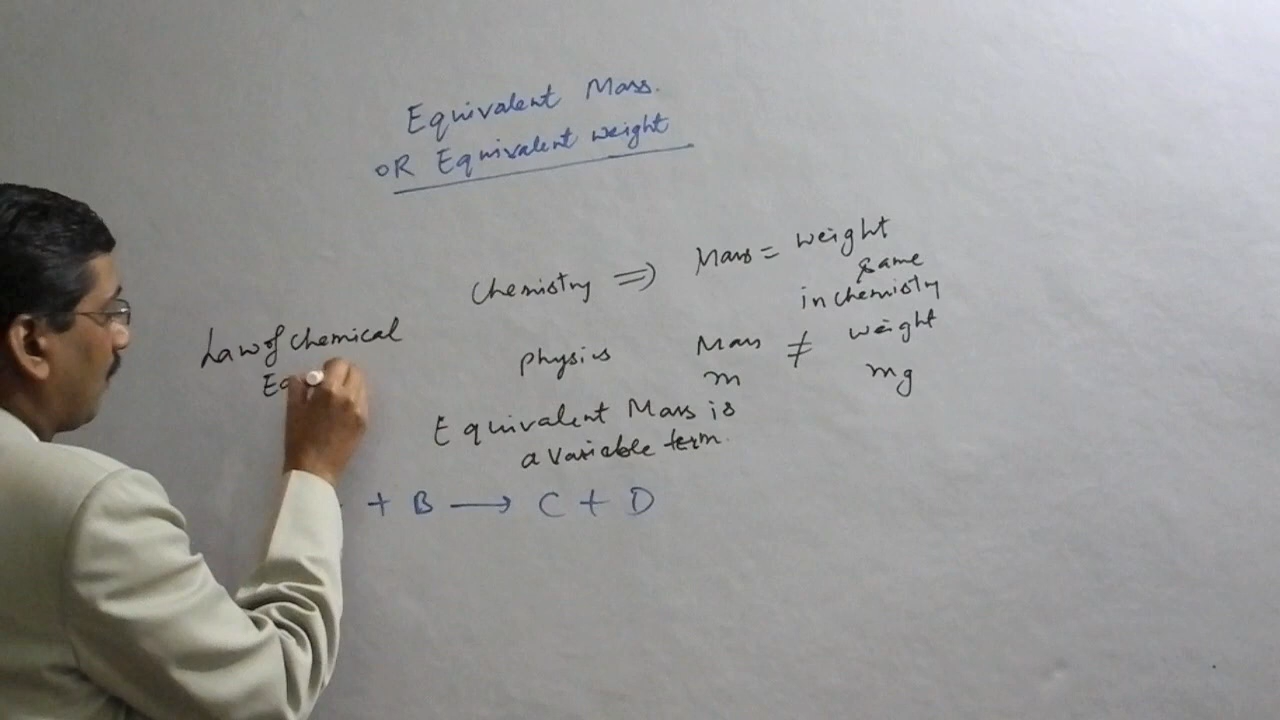 Equivalent Mass.
OR Equivalent weight
Chemistry ⇒ Mass = weight
same
in chemistry
Law of chemical
Eq
physics Mass ≠ weight
m mg
Equivalent Mass is
a variable term.
+ B → C + D